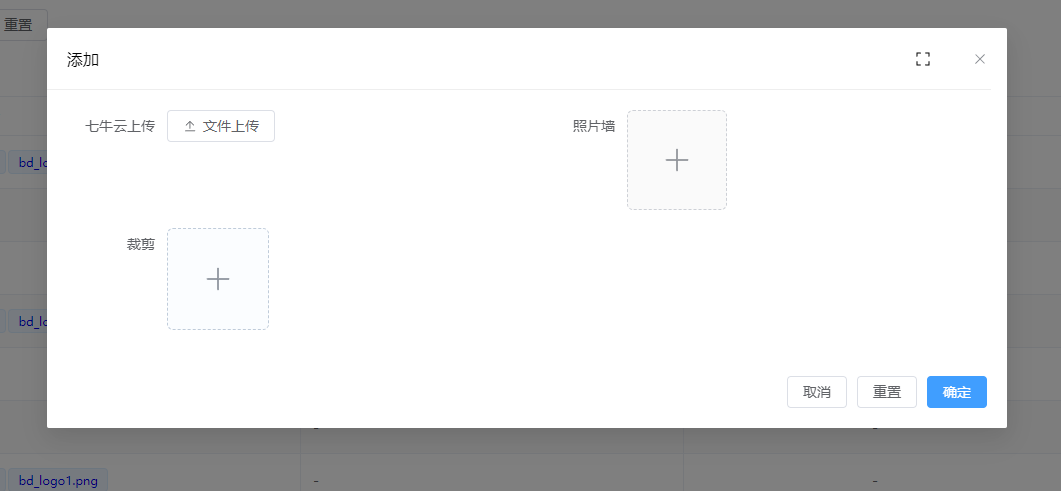 重置
添加
七牛云上传
文件上传
照片墙
bd_lo
裁剪
bd_lo
取消
重置
确定
-
-
bd_logo1.png
-
-